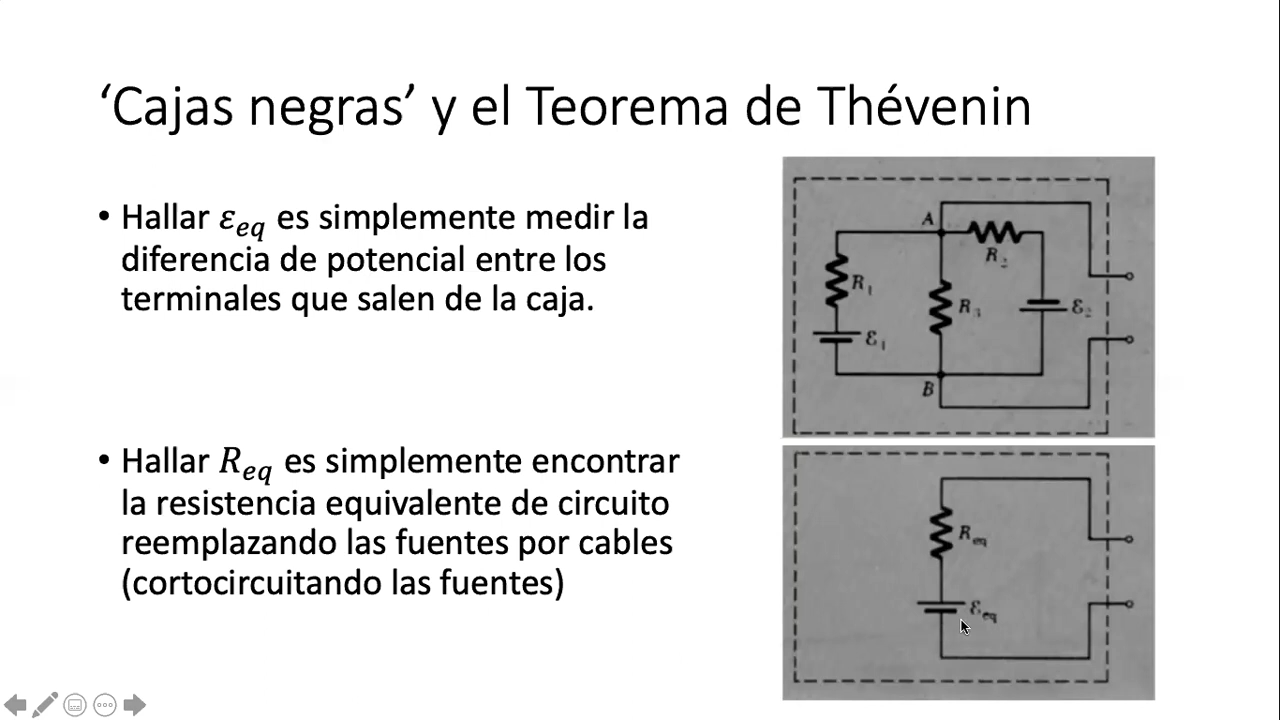 ‘Cajas negras’ y el Teorema de Thévenin
• Hallar ε_eq es simplemente medir la
diferencia de potencial entre los
terminales que salen de la caja.
• Hallar R_eq es simplemente encontrar
la resistencia equivalente de circuito
reemplazando las fuentes por cables
(cortocircuitando las fuentes)
A
R₂
R₁
R₃
ε₂
ε₁
B
R_eq
ε_eq